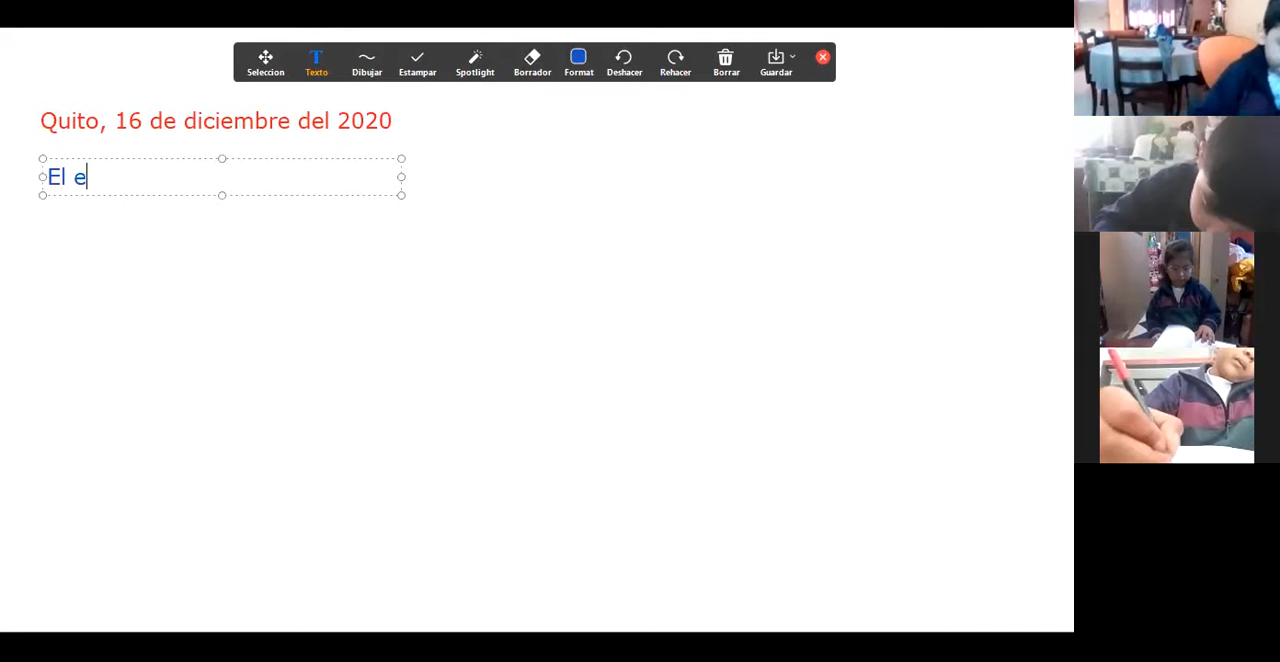 Seleccion Texto Dibujar Estampar Spotlight Borrador Format Deshacer Rehacer Borrar Guardar
Quito, 16 de diciembre del 2020
El e